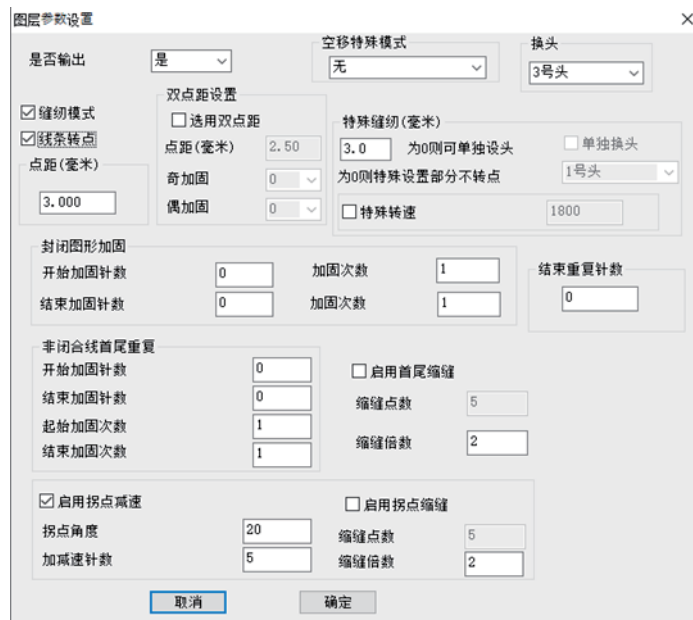 图层参数设置
是否输出
是
空移特殊模式
无
换头
3号头
缝纫模式
线条转点
点距(毫米)
3.000
双点距设置
选用双点距
点距(毫米)
2.50
奇加固
0
偶加固
0
特殊缝纫(毫米)
3.0
为0则可单独设头
单独换头
为0则特殊设置部分不转点
1号头
特殊转速
1800
封闭图形加固
开始加固针数
0
加固次数
1
结束加固针数
0
加固次数
1
结束重复针数
0
非闭合线首尾重复
开始加固针数
0
结束加固针数
0
起始加固次数
1
结束加固次数
1
启用首尾缩缝
缩缝点数
5
缩缝倍数
2
启用拐点减速
拐点角度
20
加减速针数
5
启用拐点缩缝
缩缝点数
5
缩缝倍数
2
取消
确定